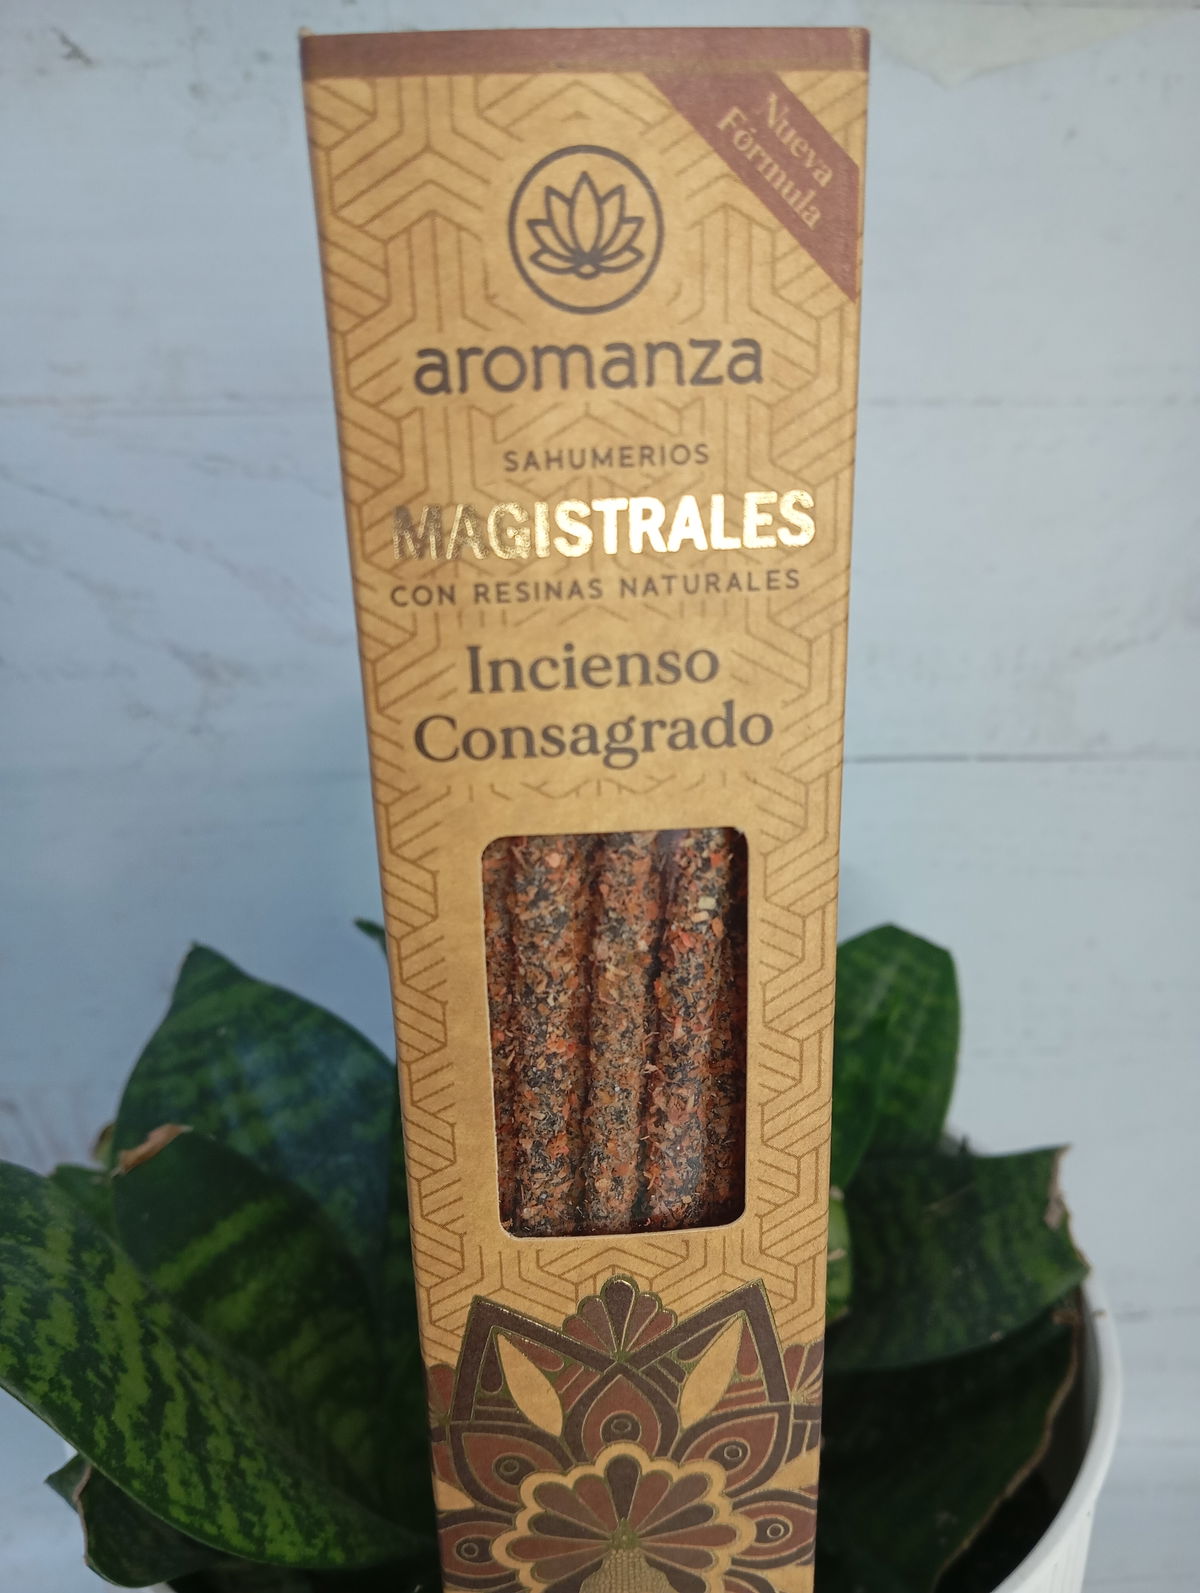 Nueva
Fórmula
aromanza
SAHUMERIOS
MAGISTRALES
CON RESINAS NATURALES
Incienso
Consagrado